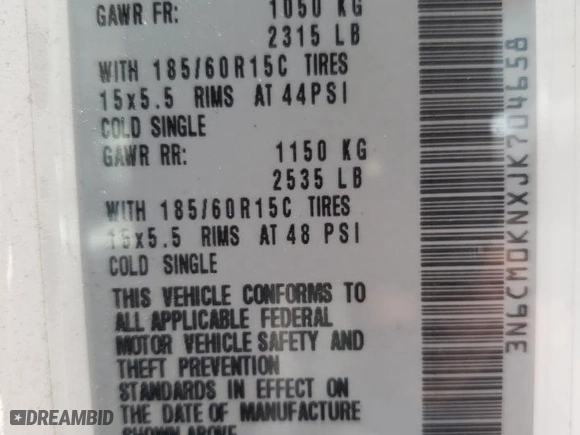 GAWR FR: 1050 KG
2315 LB
WITH 185/60R15C TIRES
15x5.5 RIMS AT 44PSI
COLD SINGLE
GAWR RR: 1150 KG
2535 LB
WITH 185/60R15C TIRES
15x5.5 RIMS AT 48 PSI
COLD SINGLE
THIS VEHICLE CONFORMS TO
ALL APPLICABLE FEDERAL
MOTOR VEHICLE SAFETY AND
THEFT PREVENTION
STANDARDS IN EFFECT ON
THE DATE OF MANUFACTURE
SHOWN ABOVE
3N6CM0KNXJK704658
DREAMBID